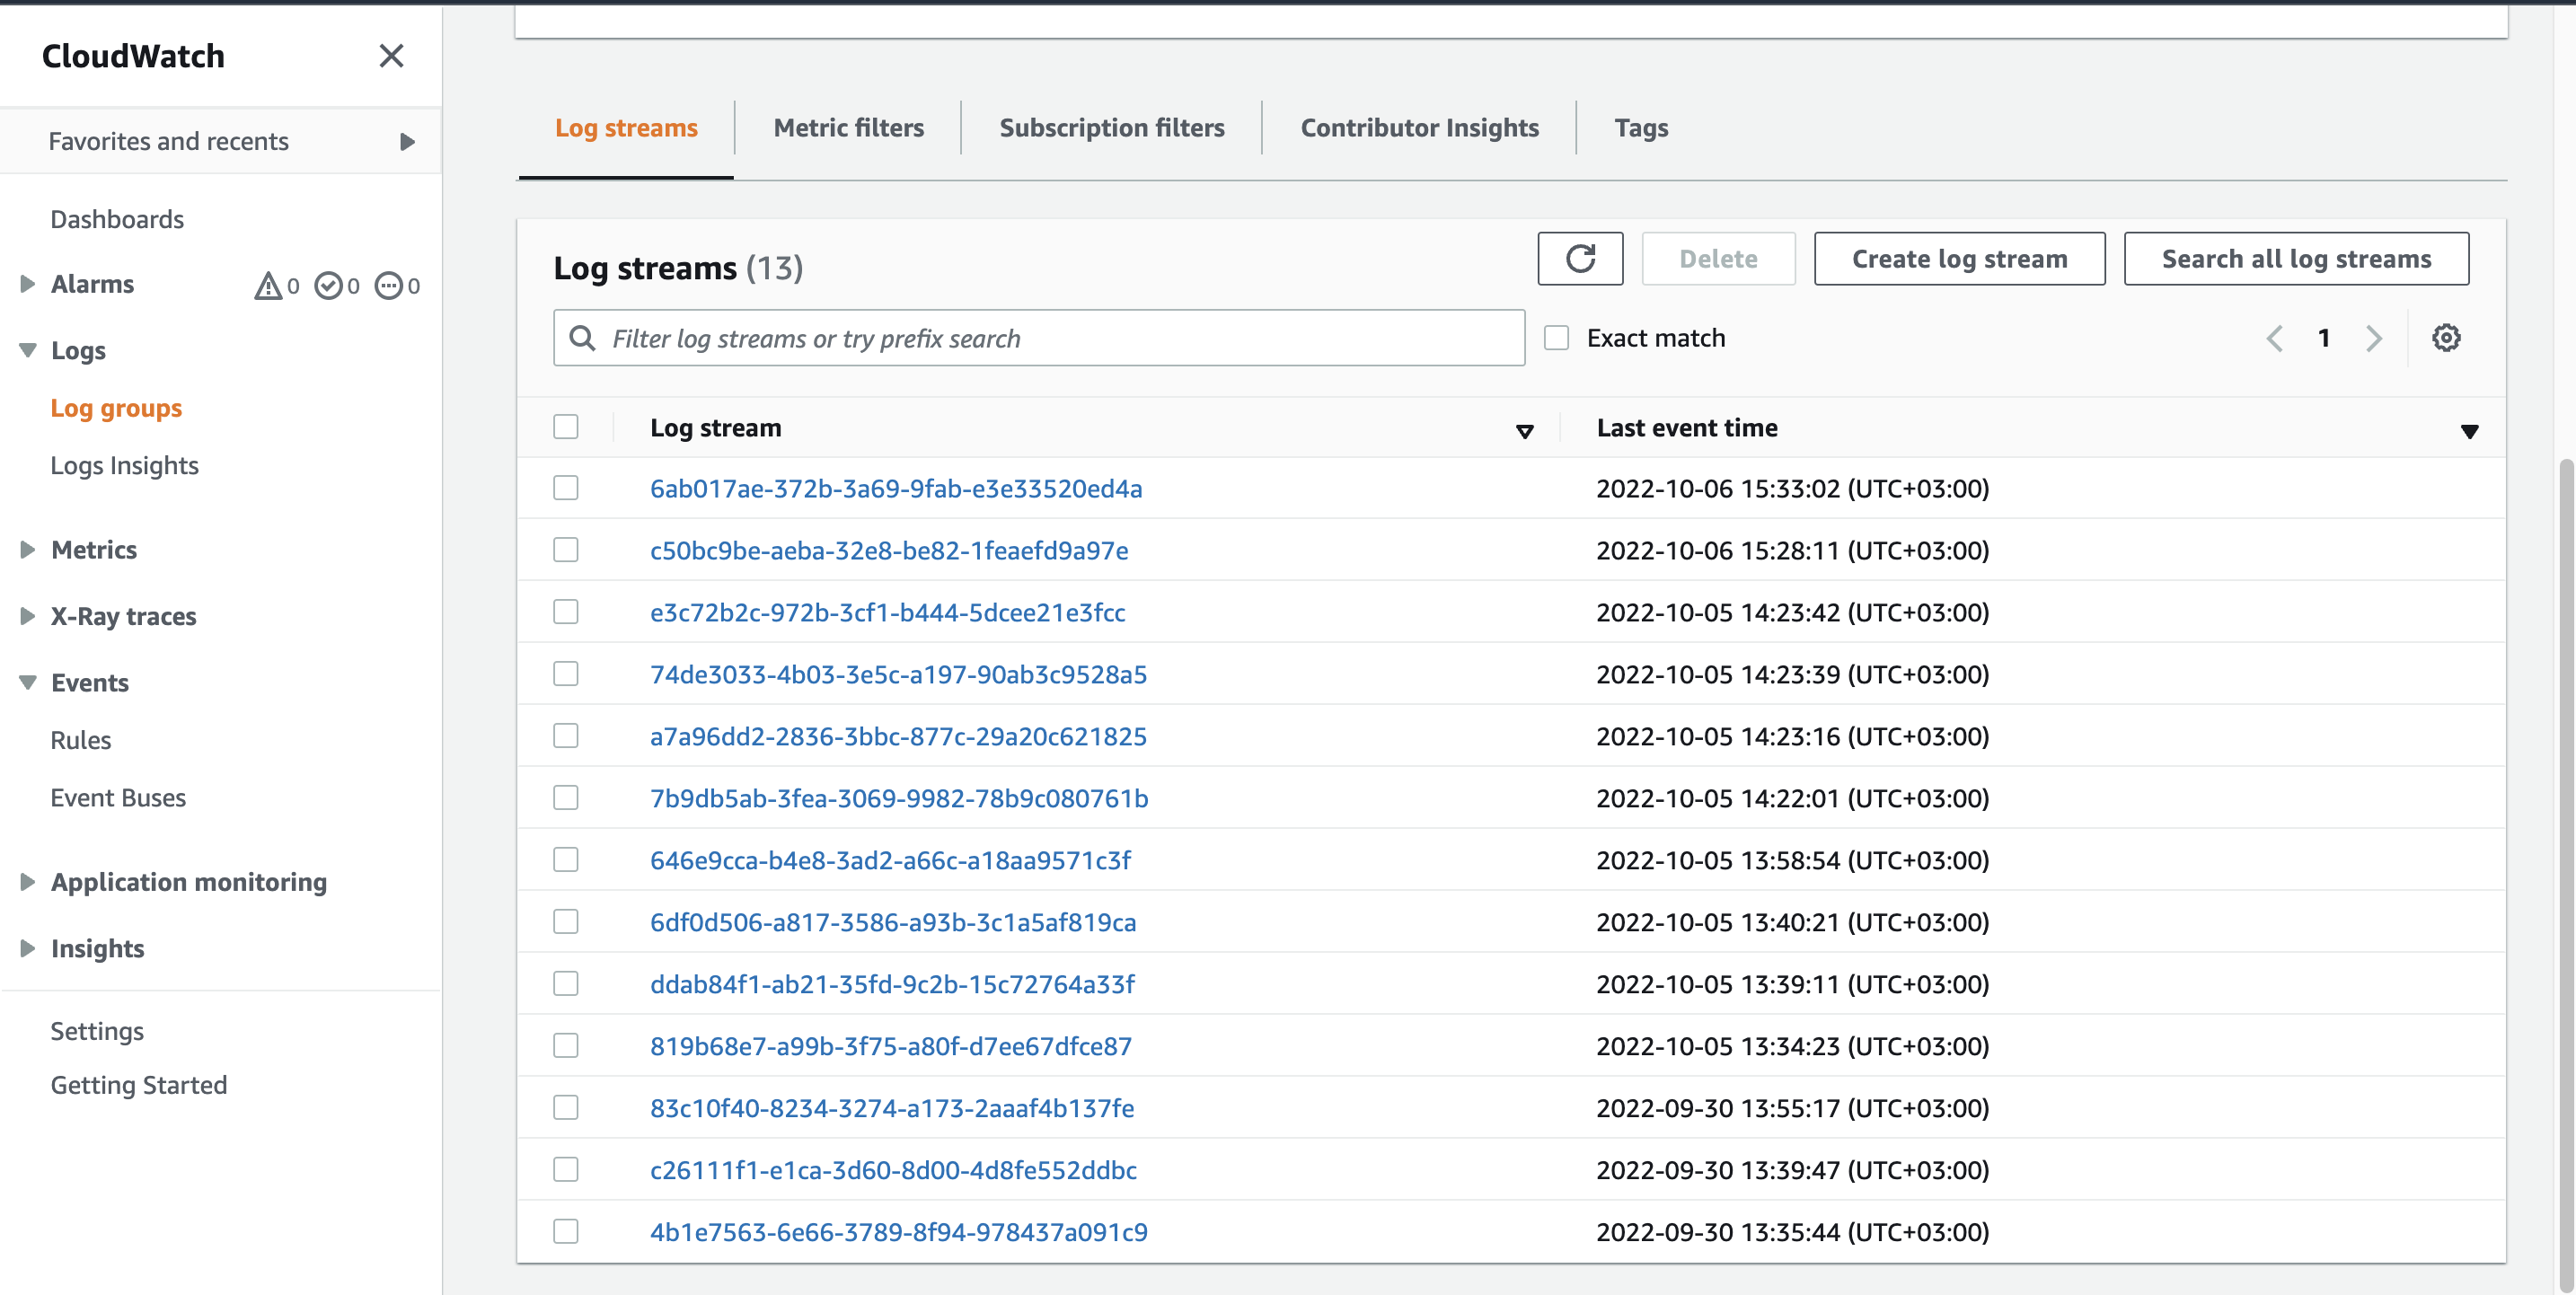 CloudWatch
Favorites and recents
Dashboards
Alarms 0 0 0
Logs
Log groups
Logs Insights
Metrics
X-Ray traces
Events
Rules
Event Buses
Application monitoring
Insights
Settings
Getting Started
Log streams Metric filters Subscription filters Contributor Insights Tags
Log streams (13) Delete Create log stream Search all log streams
Filter log streams or try prefix search Exact match 1
Log stream Last event time
6ab017ae-372b-3a69-9fab-e3e33520ed4a 2022-10-06 15:33:02 (UTC+03:00)
c50bc9be-aeba-32e8-be82-1feaefd9a97e 2022-10-06 15:28:11 (UTC+03:00)
e3c72b2c-972b-3cf1-b444-5dcee21e3fcc 2022-10-05 14:23:42 (UTC+03:00)
74de3033-4b03-3e5c-a197-90ab3c9528a5 2022-10-05 14:23:39 (UTC+03:00)
a7a96dd2-2836-3bbc-877c-29a20c621825 2022-10-05 14:23:16 (UTC+03:00)
7b9db5ab-3fea-3069-9982-78b9c080761b 2022-10-05 14:22:01 (UTC+03:00)
646e9cca-b4e8-3ad2-a66c-a18aa9571c3f 2022-10-05 13:58:54 (UTC+03:00)
6df0d506-a817-3586-a93b-3c1a5af819ca 2022-10-05 13:40:21 (UTC+03:00)
ddab84f1-ab21-35fd-9c2b-15c72764a33f 2022-10-05 13:39:11 (UTC+03:00)
819b68e7-a99b-3f75-a80f-d7ee67dfce87 2022-10-05 13:34:23 (UTC+03:00)
83c10f40-8234-3274-a173-2aaaf4b137fe 2022-09-30 13:55:17 (UTC+03:00)
c26111f1-e1ca-3d60-8d00-4d8fe552ddbc 2022-09-30 13:39:47 (UTC+03:00)
4b1e7563-6e66-3789-8f94-978437a091c9 2022-09-30 13:35:44 (UTC+03:00)